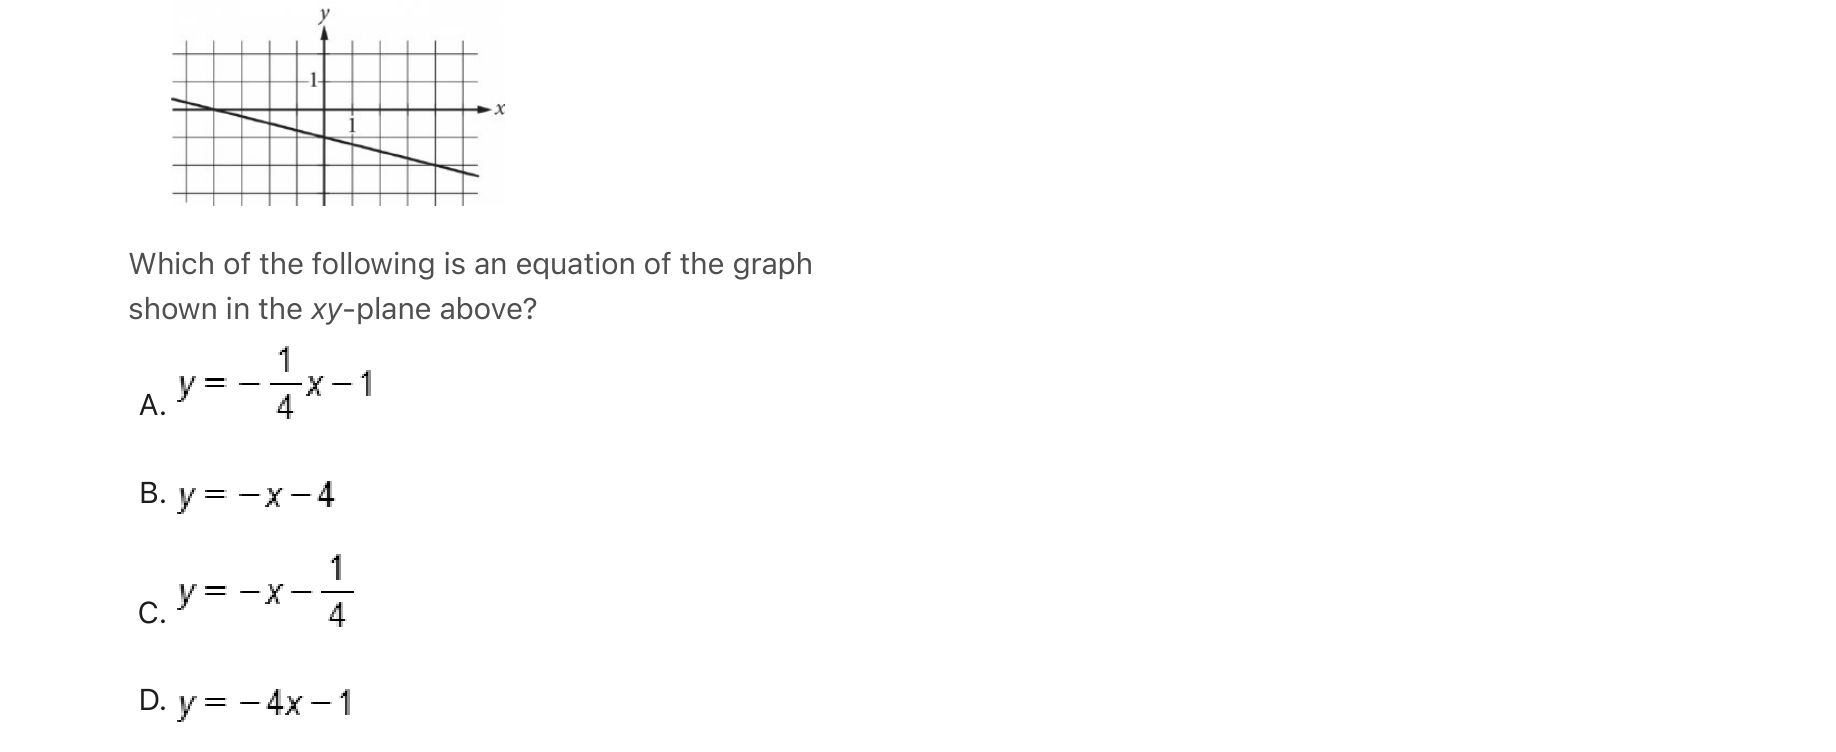 y
1
x
1
Which of the following is an equation of the graph
shown in the xy-plane above?
A. y = -\frac{1}{4}x - 1
B. y = -x - 4
C. y = -x - \frac{1}{4}
D. y = -4x - 1